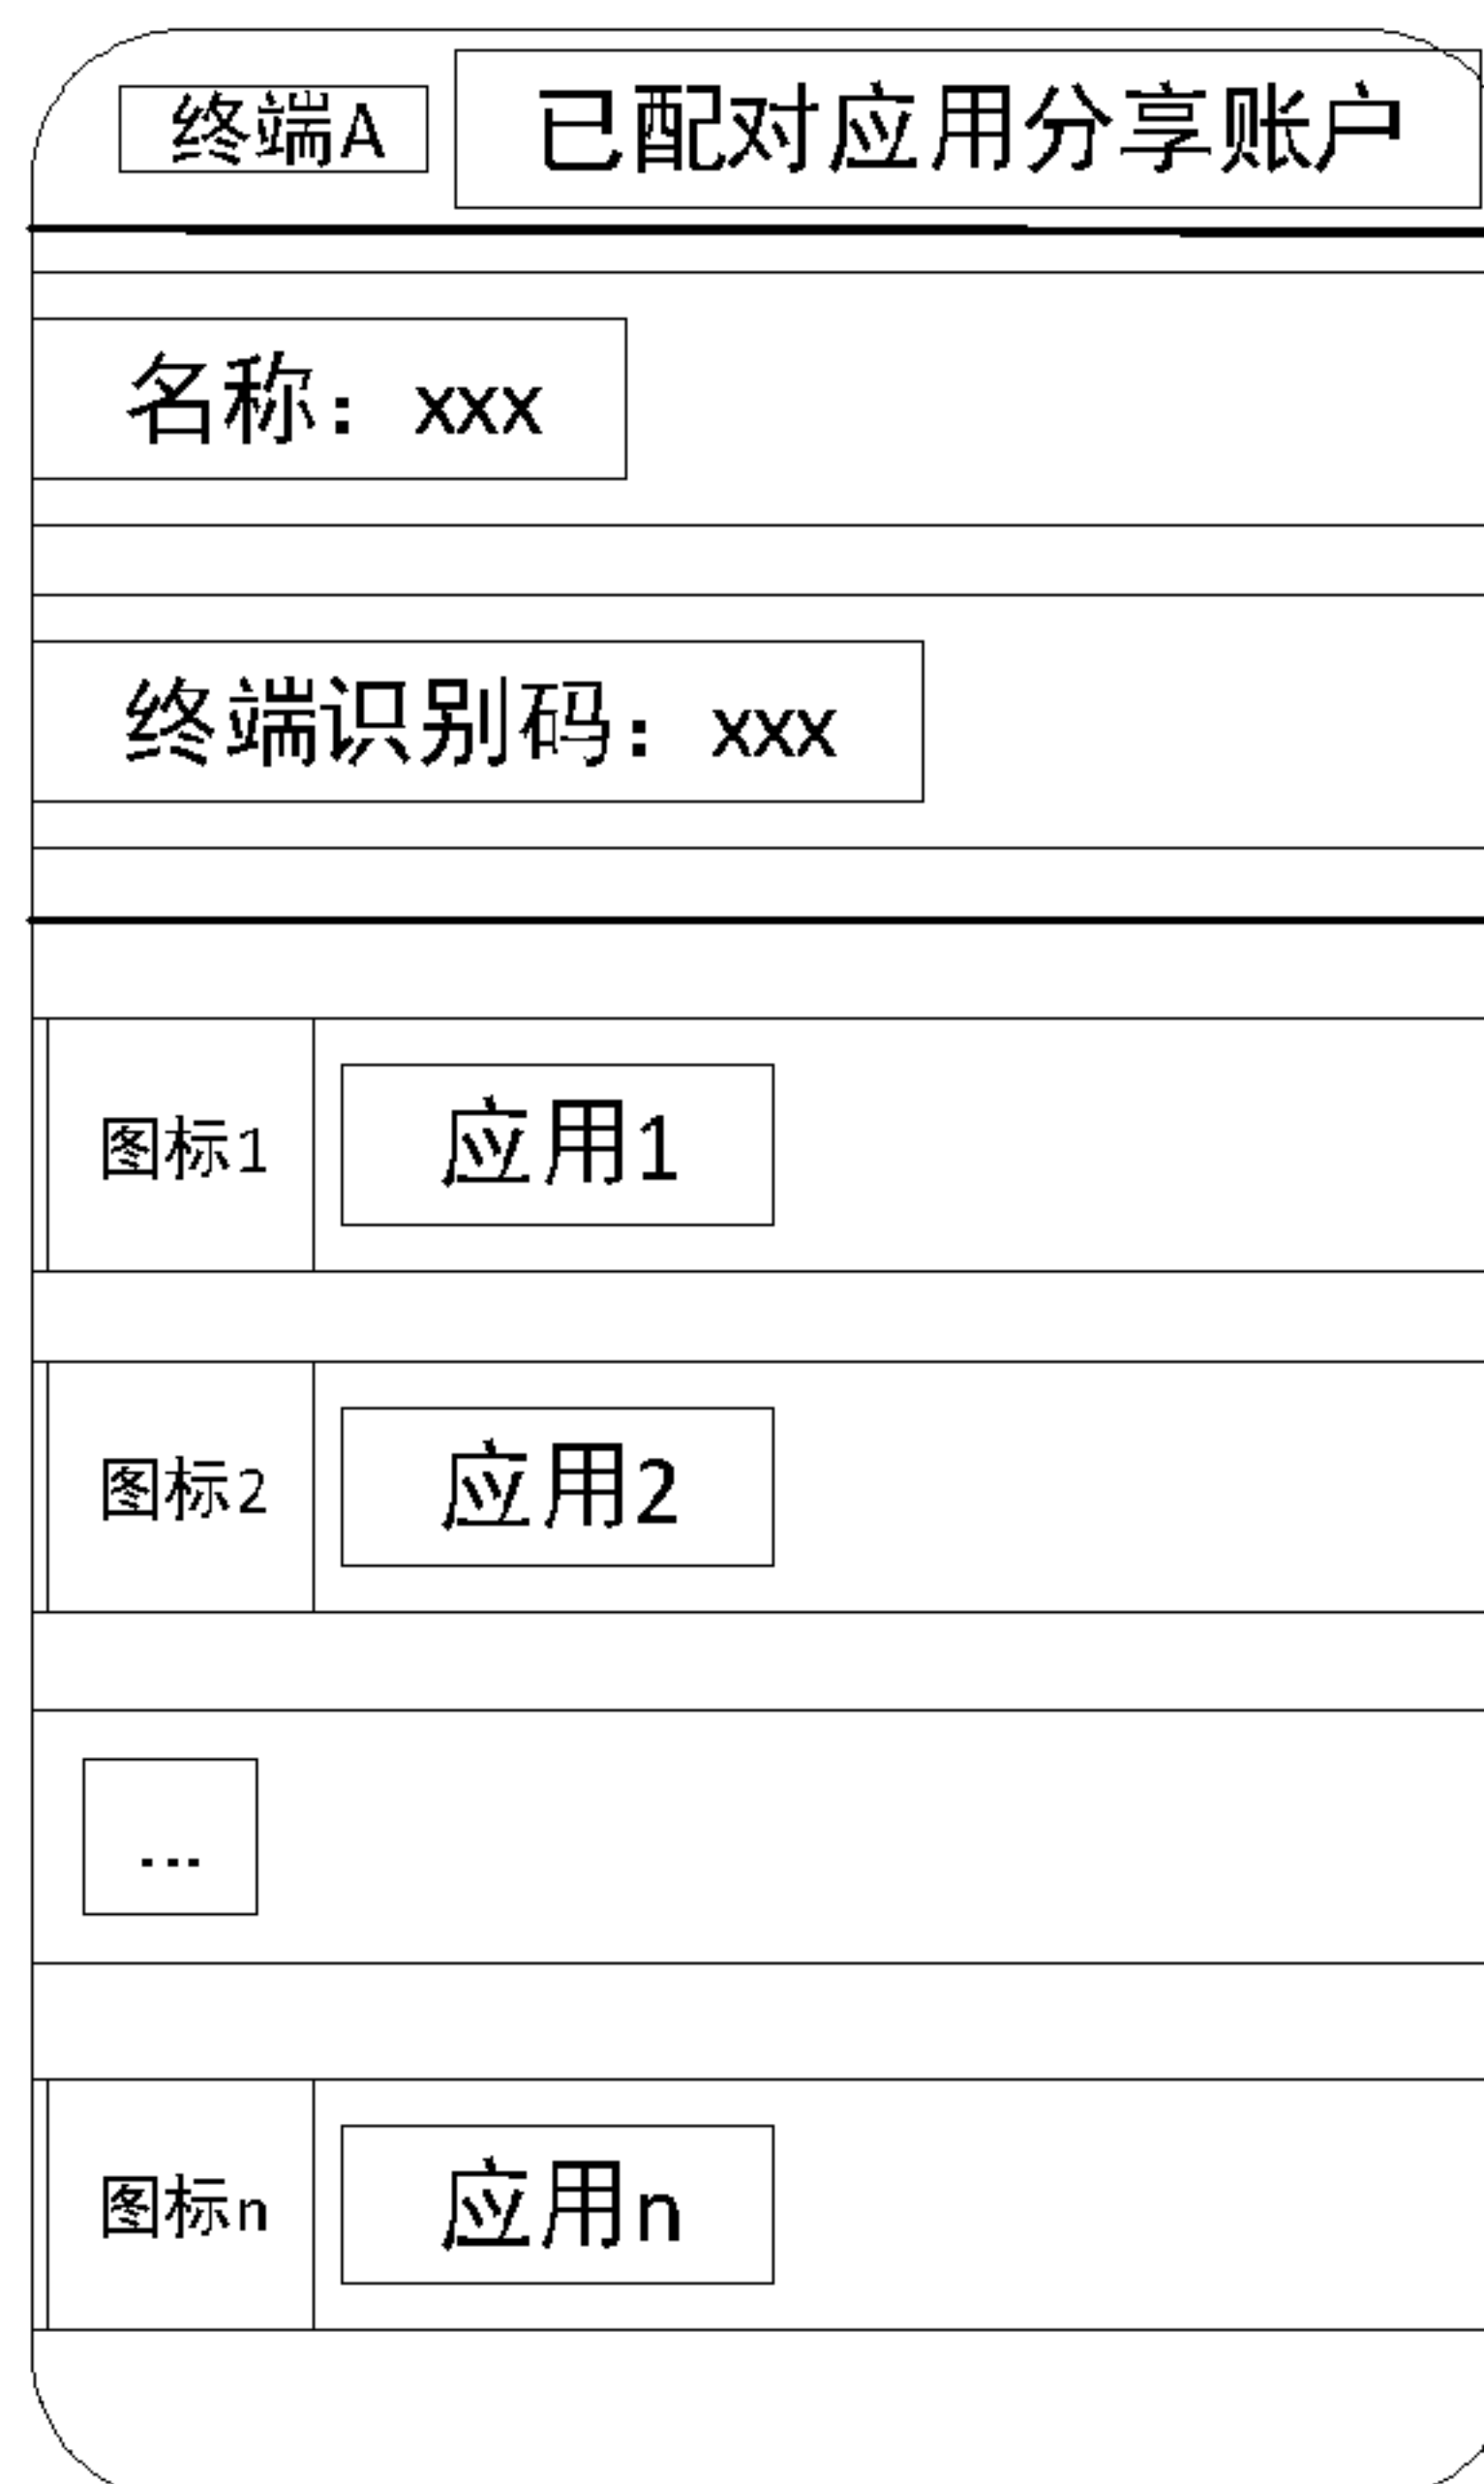 终端A 已配对应用分享账户
名称：xxx
终端识别码：xxx
图标1 应用1
图标2 应用2
...
图标n 应用n